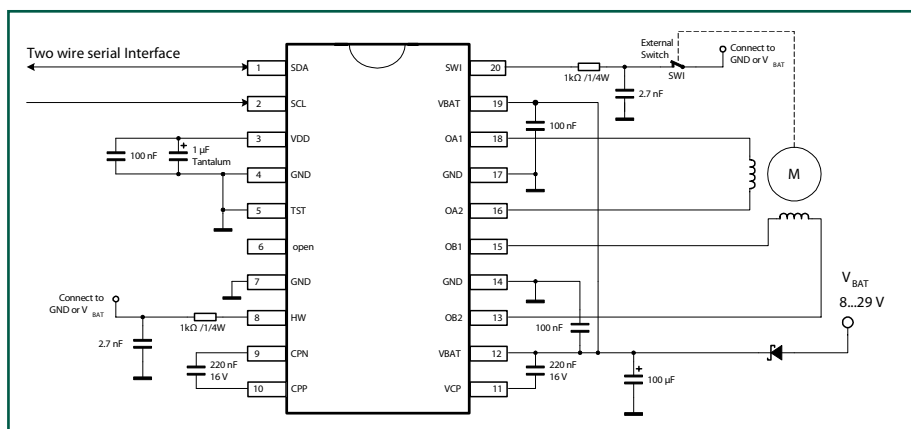 Two wire serial Interface
1 SDA
2 SCL
3 VDD
4 GND
5 TST
6 open
7 GND
8 HW
9 CPN
10 CPP
SWI 20
VBAT 19
OA1 18
GND 17
OA2 16
OB1 15
GND 14
OB2 13
VBAT 12
VCP 11
100 nF
1 µF
Tantalum
Connect to
GND or V BAT
1kΩ /1/4W
2.7 nF
220 nF
16 V
External
Switch
SWI
Connect to
GND or V BAT
1kΩ /1/4W
2.7 nF
100 nF
M
100 nF
220 nF
16 V
100 µF
V BAT
8...29 V